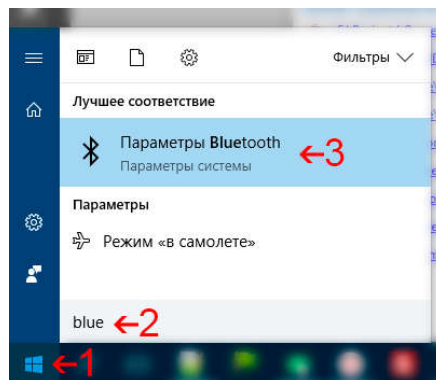 Фильтры
Лучшее соответствие
Параметры Bluetooth
Параметры системы
←3
Параметры
Режим «в самолете»
blue ←2
←1